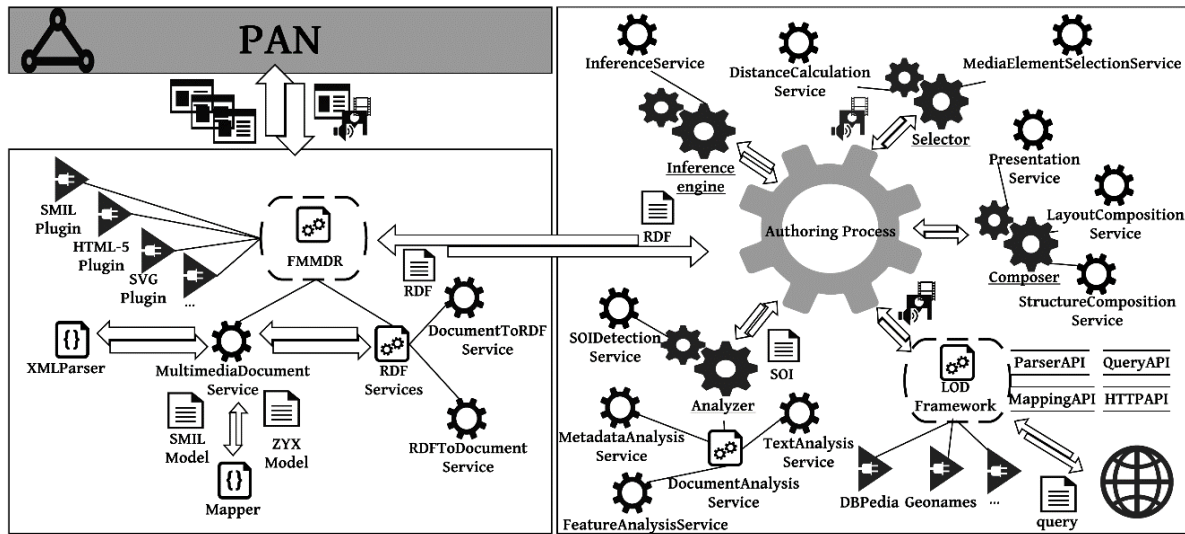 PAN
SMIL
Plugin
HTML-5
Plugin
SVG
Plugin
...
FMMDR
RDF
XMLParser
MultimediaDocument
Service
RDF
Services
DocumentToRDF
Service
RDFToDocument
Service
SMIL
Model
ZYX
Model
Mapper
InferenceService
DistanceCalculation
Service
MediaElementSelectionService
Selector
Inference
engine
RDF
Authoring Process
Presentation
Service
LayoutComposition
Service
Composer
StructureComposition
Service
SOIDetection
Service
SOI
Analyzer
MetadataAnalysis
Service
TextAnalysis
Service
DocumentAnalysis
Service
FeatureAnalysisService
LOD
Framework
ParserAPI QueryAPI
MappingAPI HTTPAPI
DBPedia Geonames ...
query